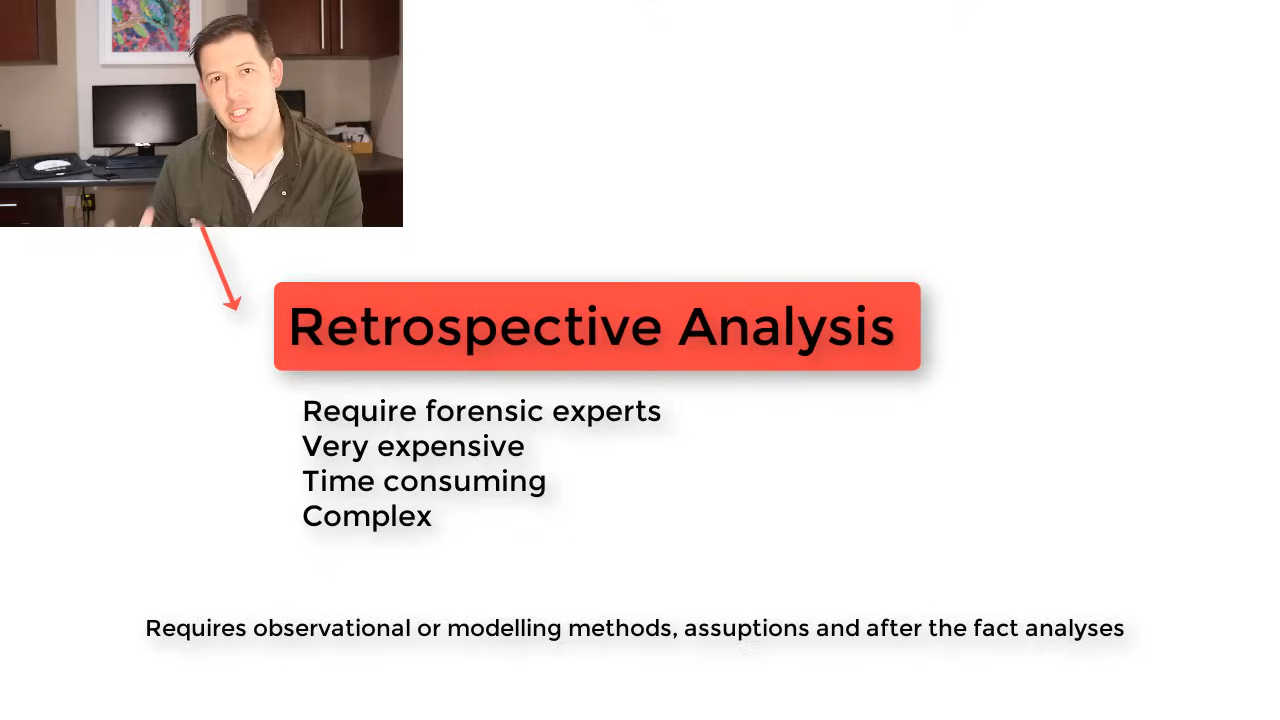 Retrospective Analysis
Require forensic experts
Very expensive
Time consuming
Complex
Requires observational or modelling methods, assuptions and after the fact analyses